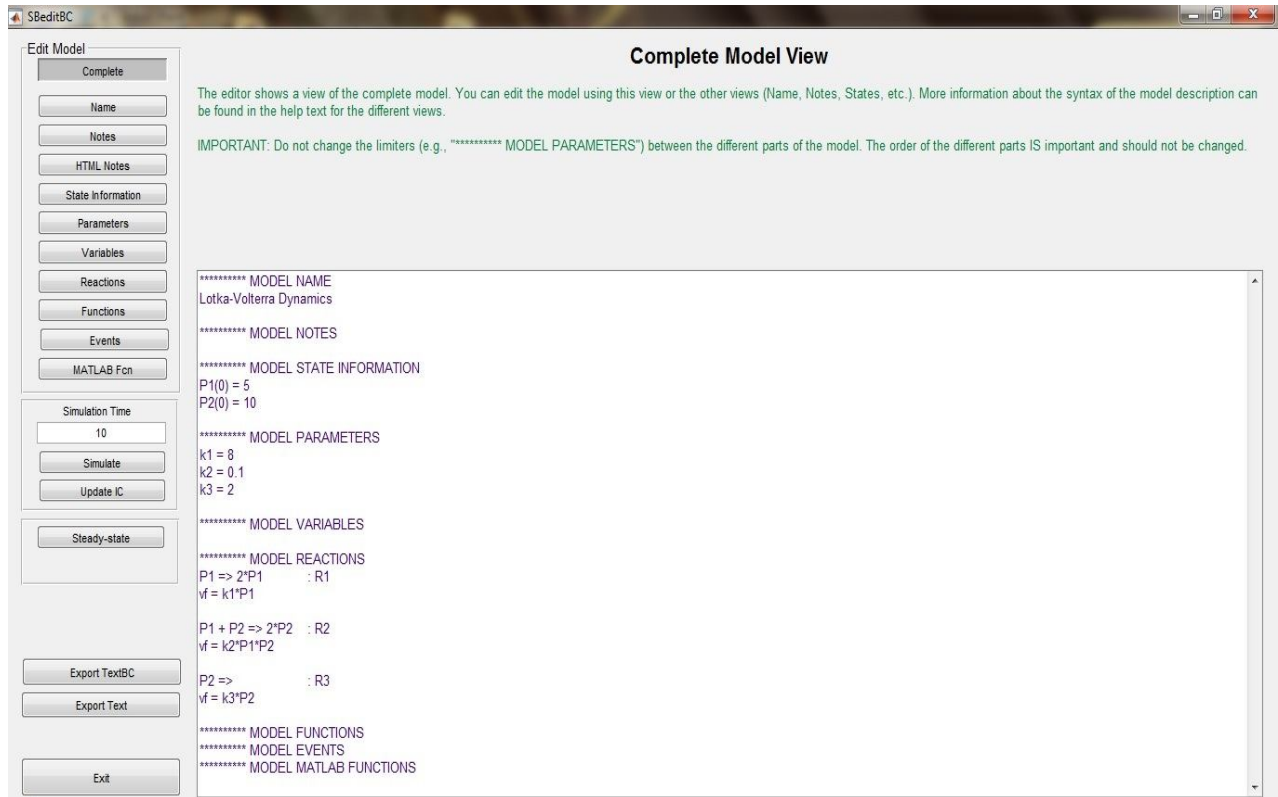 SBeditBC
Edit Model
Complete
Name
Notes
HTML Notes
State Information
Parameters
Variables
Reactions
Functions
Events
MATLAB Fcn
Simulation Time
10
Simulate
Update IC
Steady-state
Export TextBC
Export Text
Exit
Complete Model View
The editor shows a view of the complete model. You can edit the model using this view or the other views (Name, Notes, States, etc.). More information about the syntax of the model description can
be found in the help text for the different views.
IMPORTANT: Do not change the limiters (e.g., "********** MODEL PARAMETERS") between the different parts of the model. The order of the different parts IS important and should not be changed.
********** MODEL NAME
Lotka-Volterra Dynamics
********** MODEL NOTES
********** MODEL STATE INFORMATION
P1(0) = 5
P2(0) = 10
********** MODEL PARAMETERS
k1 = 8
k2 = 0.1
k3 = 2
********** MODEL VARIABLES
********** MODEL REACTIONS
P1 => 2*P1 : R1
vf = k1*P1
P1 + P2 => 2*P2 : R2
vf = k2*P1*P2
P2 => : R3
vf = k3*P2
********** MODEL FUNCTIONS
********** MODEL EVENTS
********** MODEL MATLAB FUNCTIONS